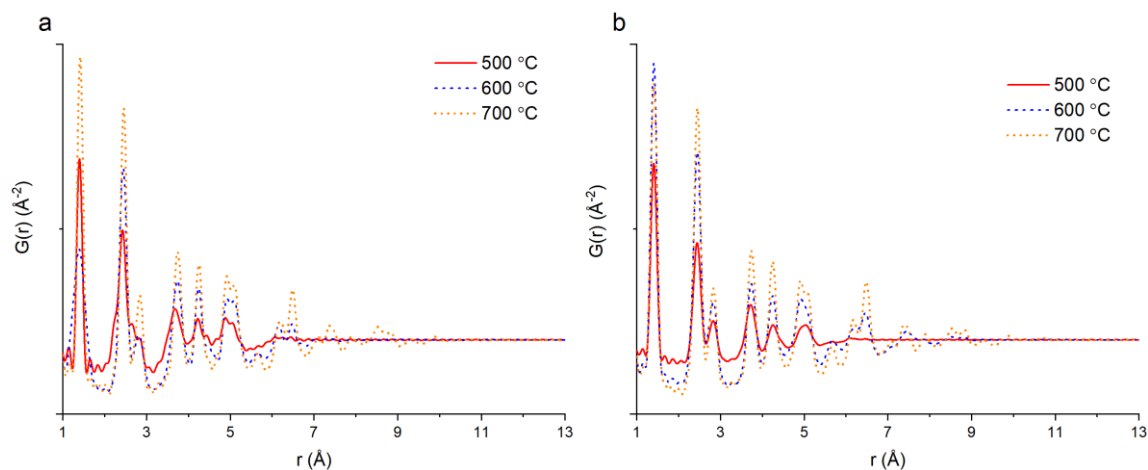 a
500 °C
600 °C
700 °C
G(r) (Å-2)
1 3 5 7 9 11 13
r (Å)
b
500 °C
600 °C
700 °C
G(r) (Å-2)
1 3 5 7 9 11 13
r (Å)